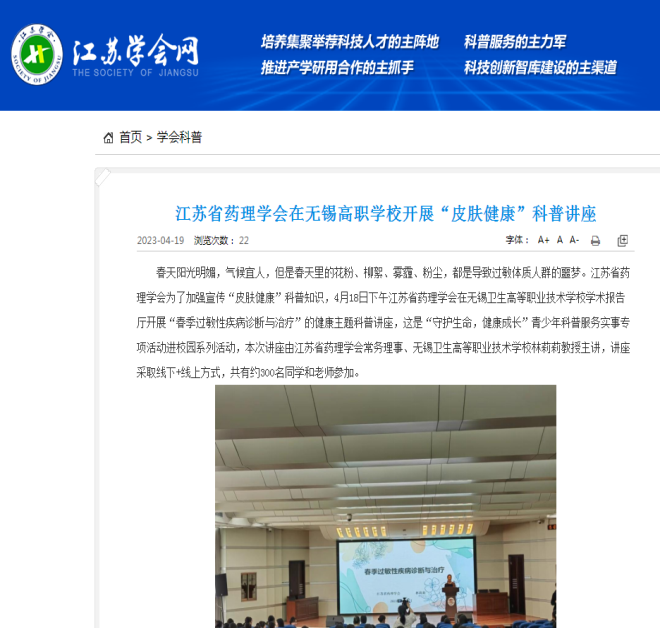 江苏学会网
THE SOCIETY OF JIANGSU
培养集聚举荐科技人才的主阵地 科普服务的主力军
推进产学研用合作的主抓手 科技创新智库建设的主渠道
首页 > 学会科普
江苏省药理学会在无锡高职学校开展“皮肤健康”科普讲座
2023-04-19 浏览次数: 22 字体: A+ A A-
春天阳光明媚,气候宜人,但是春天里的花粉、柳絮、雾霾、粉尘,都是导致过敏体质人群的噩梦。江苏省药
理学会为了加强宣传“皮肤健康”科普知识,4月18日下午江苏省药理学会在无锡卫生高等职业技术学校学术报告
厅开展“春季过敏性疾病诊断与治疗”的健康主题科普讲座,这是“守护生命,健康成长”青少年科普服务实事专
项活动进校园系列活动,本次讲座由江苏省药理学会常务理事、无锡卫生高等职业技术学校林莉莉教授主讲,讲座
采取线下+线上方式,共有约300名同学和老师参加。
春季过敏性疾病诊断与治疗